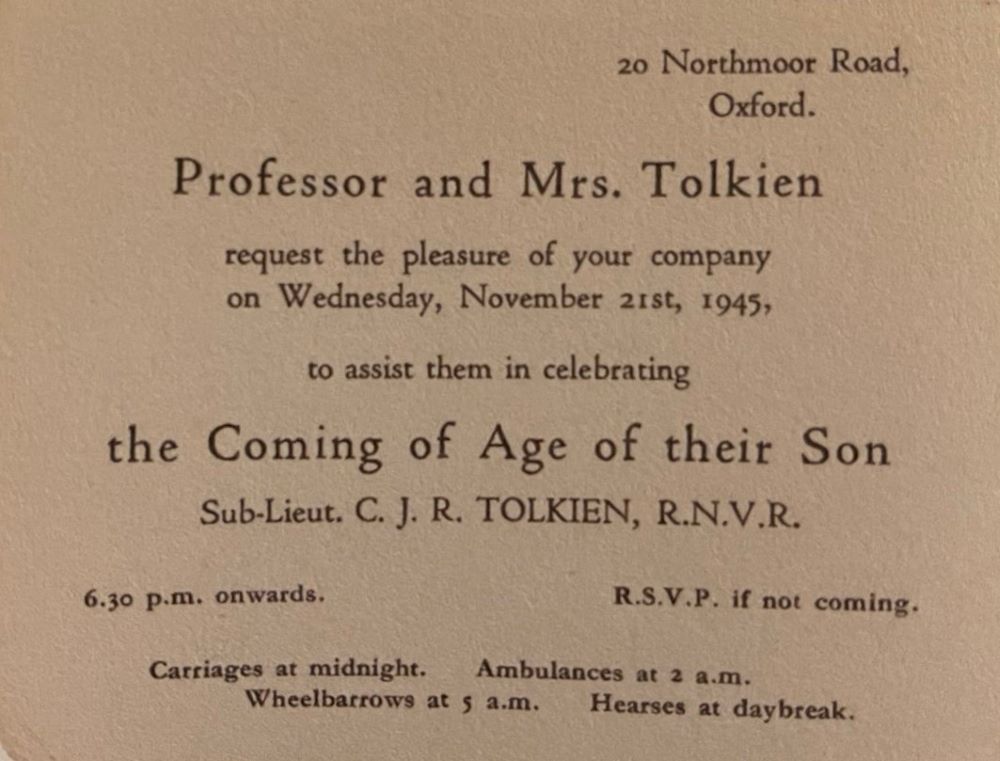 20 Northmoor Road,
Oxford.
Professor and Mrs. Tolkien
request the pleasure of your company
on Wednesday, November 21st, 1945,
to assist them in celebrating
the Coming of Age of their Son
Sub-Lieut. C. J. R. TOLKIEN, R.N.V.R.
6.30 p.m. onwards. R.S.V.P. if not coming.
Carriages at midnight. Ambulances at 2 a.m.
Wheelbarrows at 5 a.m. Hearses at daybreak.